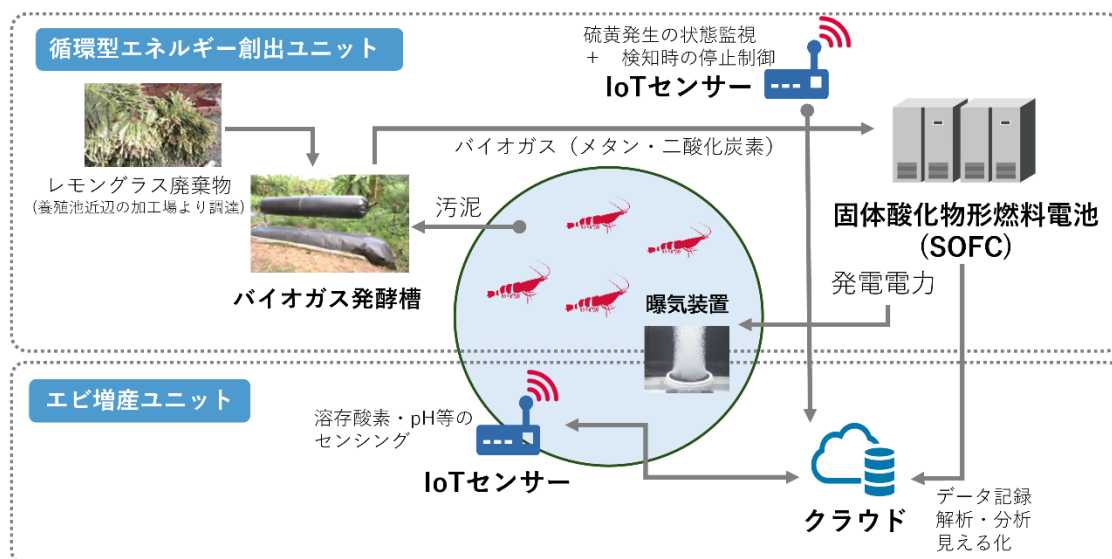 循環型エネルギー創出ユニット
硫黄発生の状態監視
+ 検知時の停止制御
IoTセンサー
バイオガス（メタン・二酸化炭素）
レモングラス廃棄物
(養殖池近辺の加工場より調達)
汚泥
バイオガス発酵槽
固体酸化物形燃料電池
(SOFC)
発電電力
曝気装置
エビ増産ユニット
溶存酸素・pH等の
センシング
IoTセンサー
クラウド
データ記録
解析・分析
見える化